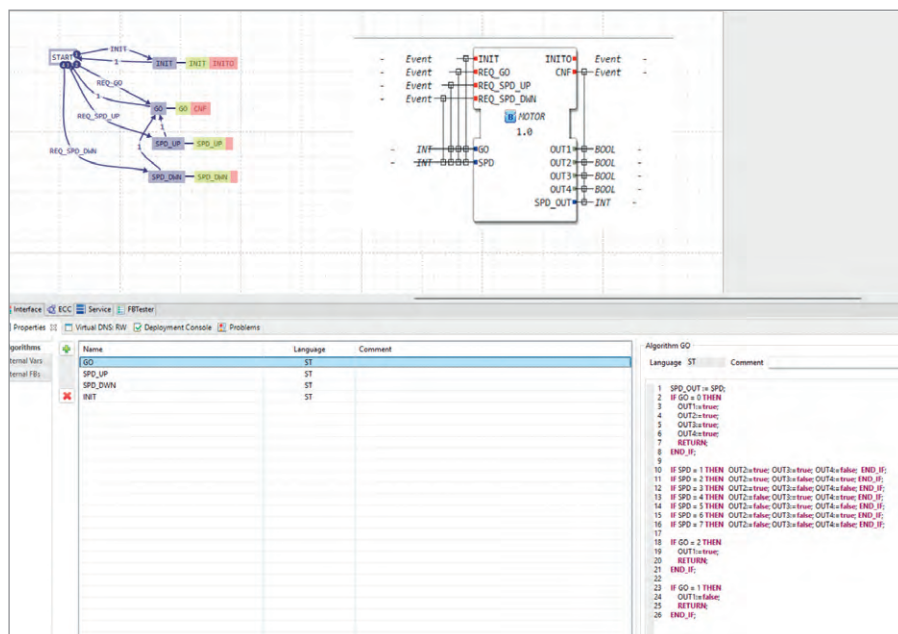 START
INIT
1
INIT INIT INITO
REQ_GO
1
GO GO CNF
REQ_SPD_UP
1
SPD_UP SPD_UP
1
REQ_SPD_DWN
SPD_DWN SPD_DWN
- Event INIT INITO Event -
- Event REQ_GO CNF Event -
- Event REQ_SPD_UP
- Event REQ_SPD_DWN
MOTOR
1.0
- INT GO OUT1 BOOL -
- INT SPD OUT2 BOOL -
OUT3 BOOL -
OUT4 BOOL -
SPD_OUT INT -
Interface ECC Service FBTester
Properties Virtual DNS: RW Deployment Console Problems
gorithms
ternal Vars
ternal FBs
Name Language Comment
GO ST
SPD_UP ST
SPD_DWN ST
INIT ST
Algorithm GO
Language ST Comment
1 SPD_OUT := SPD;
2 IF GO = 0 THEN
3 OUT1:=true;
4 OUT2:=true;
5 OUT3:=true;
6 OUT4:=true;
7 RETURN;
8 END_IF;
9
10 IF SPD = 1 THEN OUT2:=true; OUT3:=true; OUT4:=false; END_IF;
11 IF SPD = 2 THEN OUT2:=true; OUT3:=false; OUT4:=true; END_IF;
12 IF SPD = 3 THEN OUT2:=true; OUT3:=false; OUT4:=false; END_IF;
13 IF SPD = 4 THEN OUT2:=false; OUT3:=true; OUT4:=true; END_IF;
14 IF SPD = 5 THEN OUT2:=false; OUT3:=true; OUT4:=false; END_IF;
15 IF SPD = 6 THEN OUT2:=false; OUT3:=false; OUT4:=true; END_IF;
16 IF SPD = 7 THEN OUT2:=false; OUT3:=false; OUT4:=false; END_IF;
17
18 IF GO = 2 THEN
19 OUT1:=true;
20 RETURN;
21 END_IF;
22
23 IF GO = 1 THEN
24 OUT1:=false;
25 RETURN;
26 END_IF;